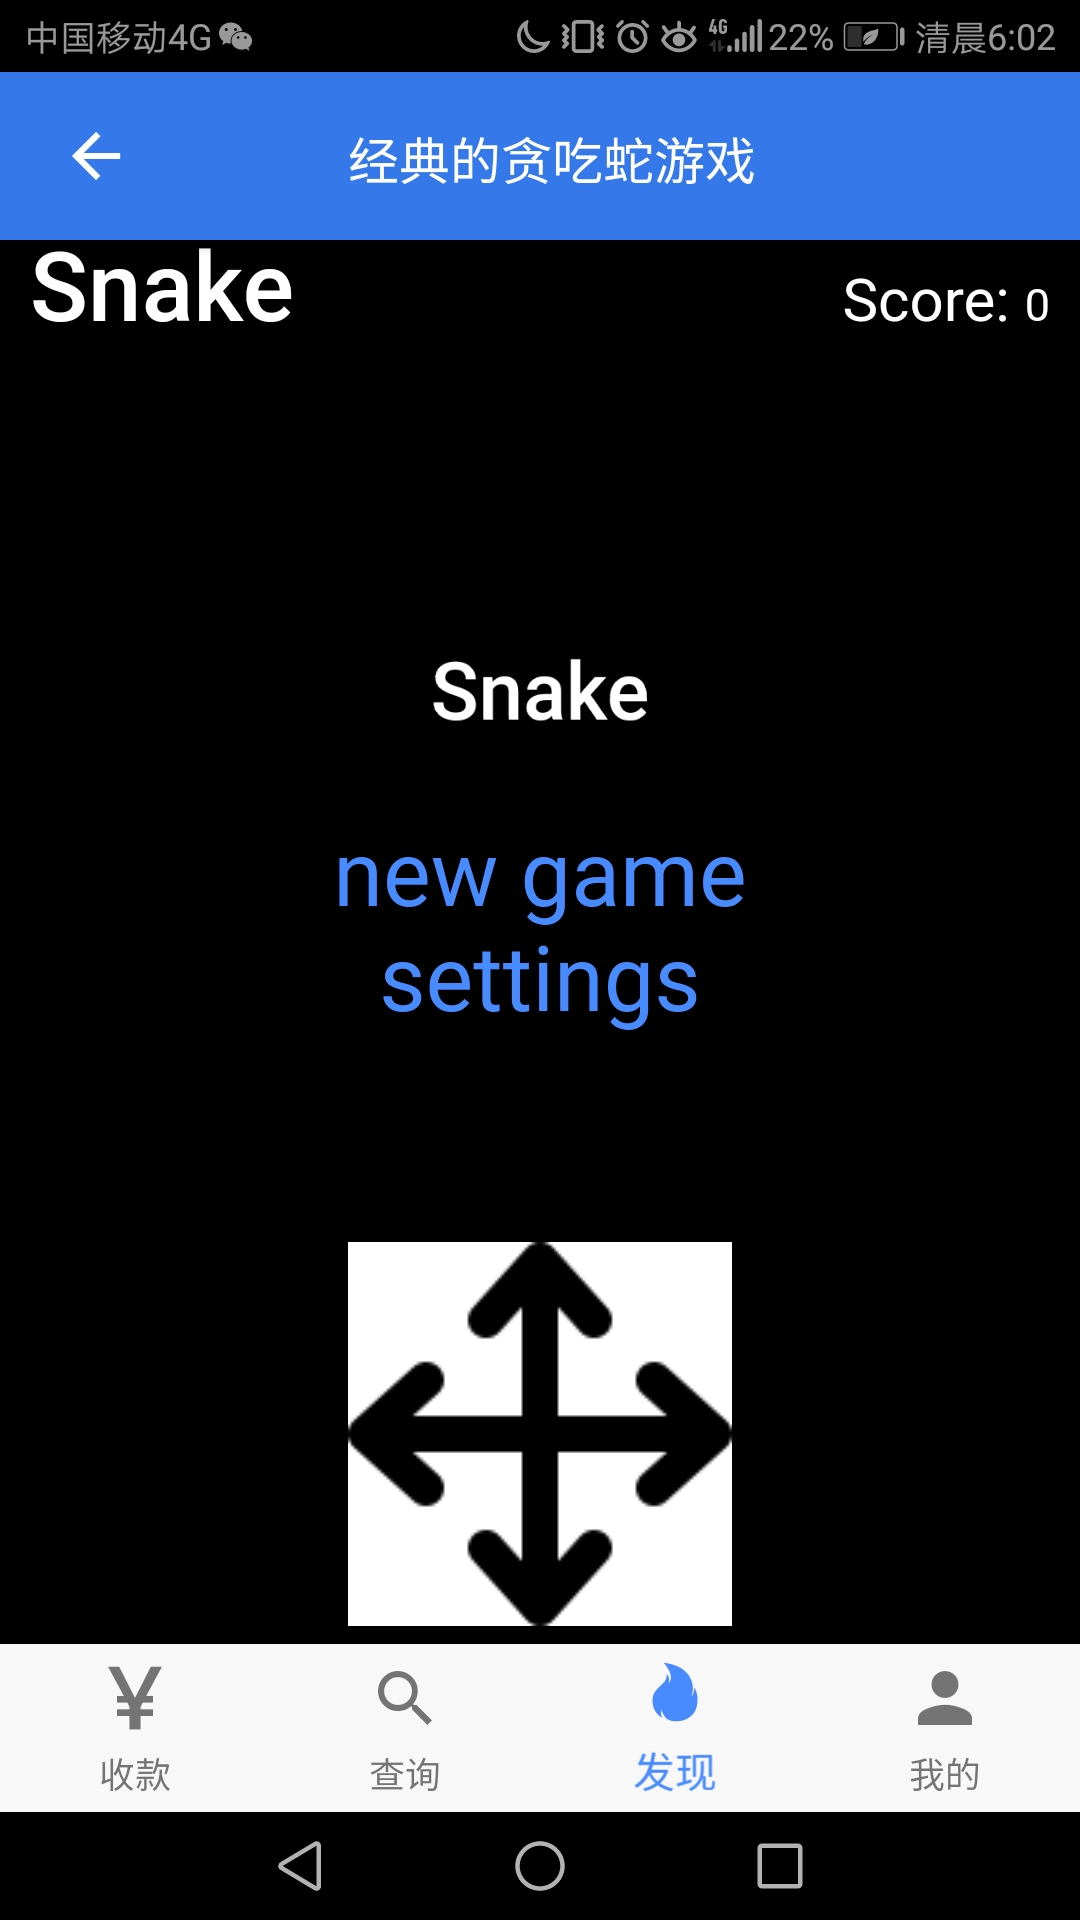 中国移动4G 4G 22% 清晨6:02
经典的贪吃蛇游戏
Snake Score: 0
Snake
new game
settings
收款 查询 发现 我的